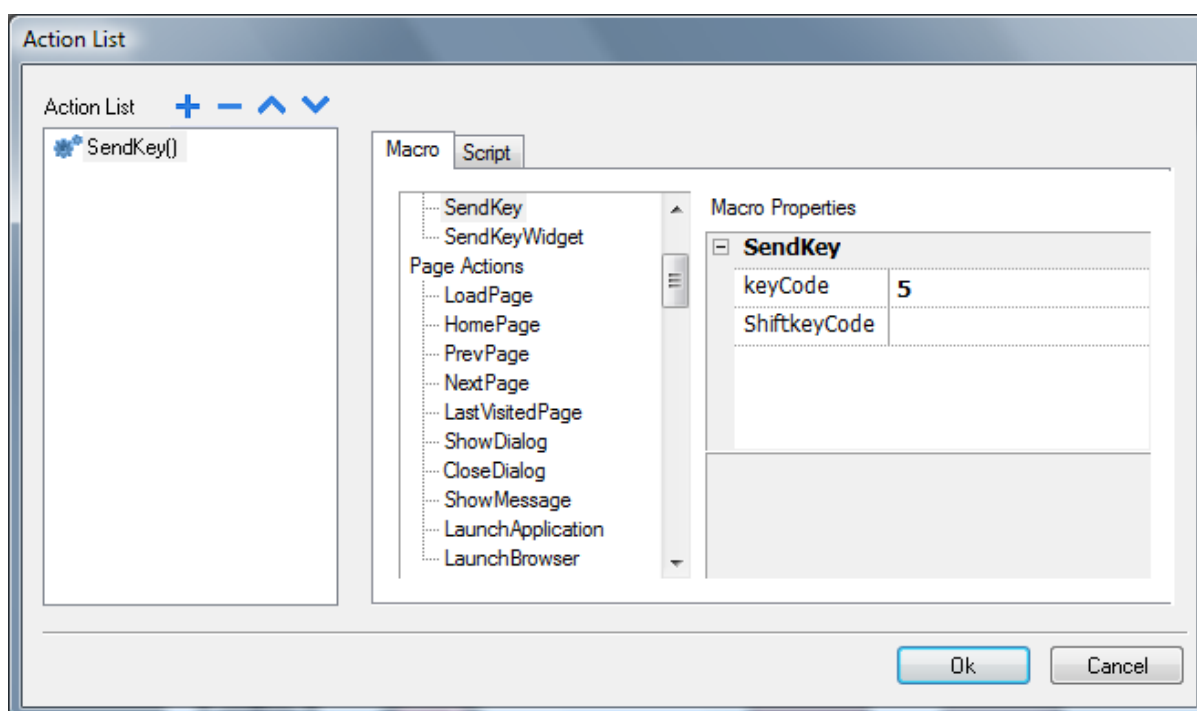 Action List
Action List
SendKey()
Macro
Script
SendKey
SendKeyWidget
Page Actions
LoadPage
HomePage
PrevPage
NextPage
LastVisitedPage
ShowDialog
CloseDialog
ShowMessage
LaunchApplication
LaunchBrowser
Macro Properties
SendKey
keyCode 5
ShiftkeyCode
Ok
Cancel